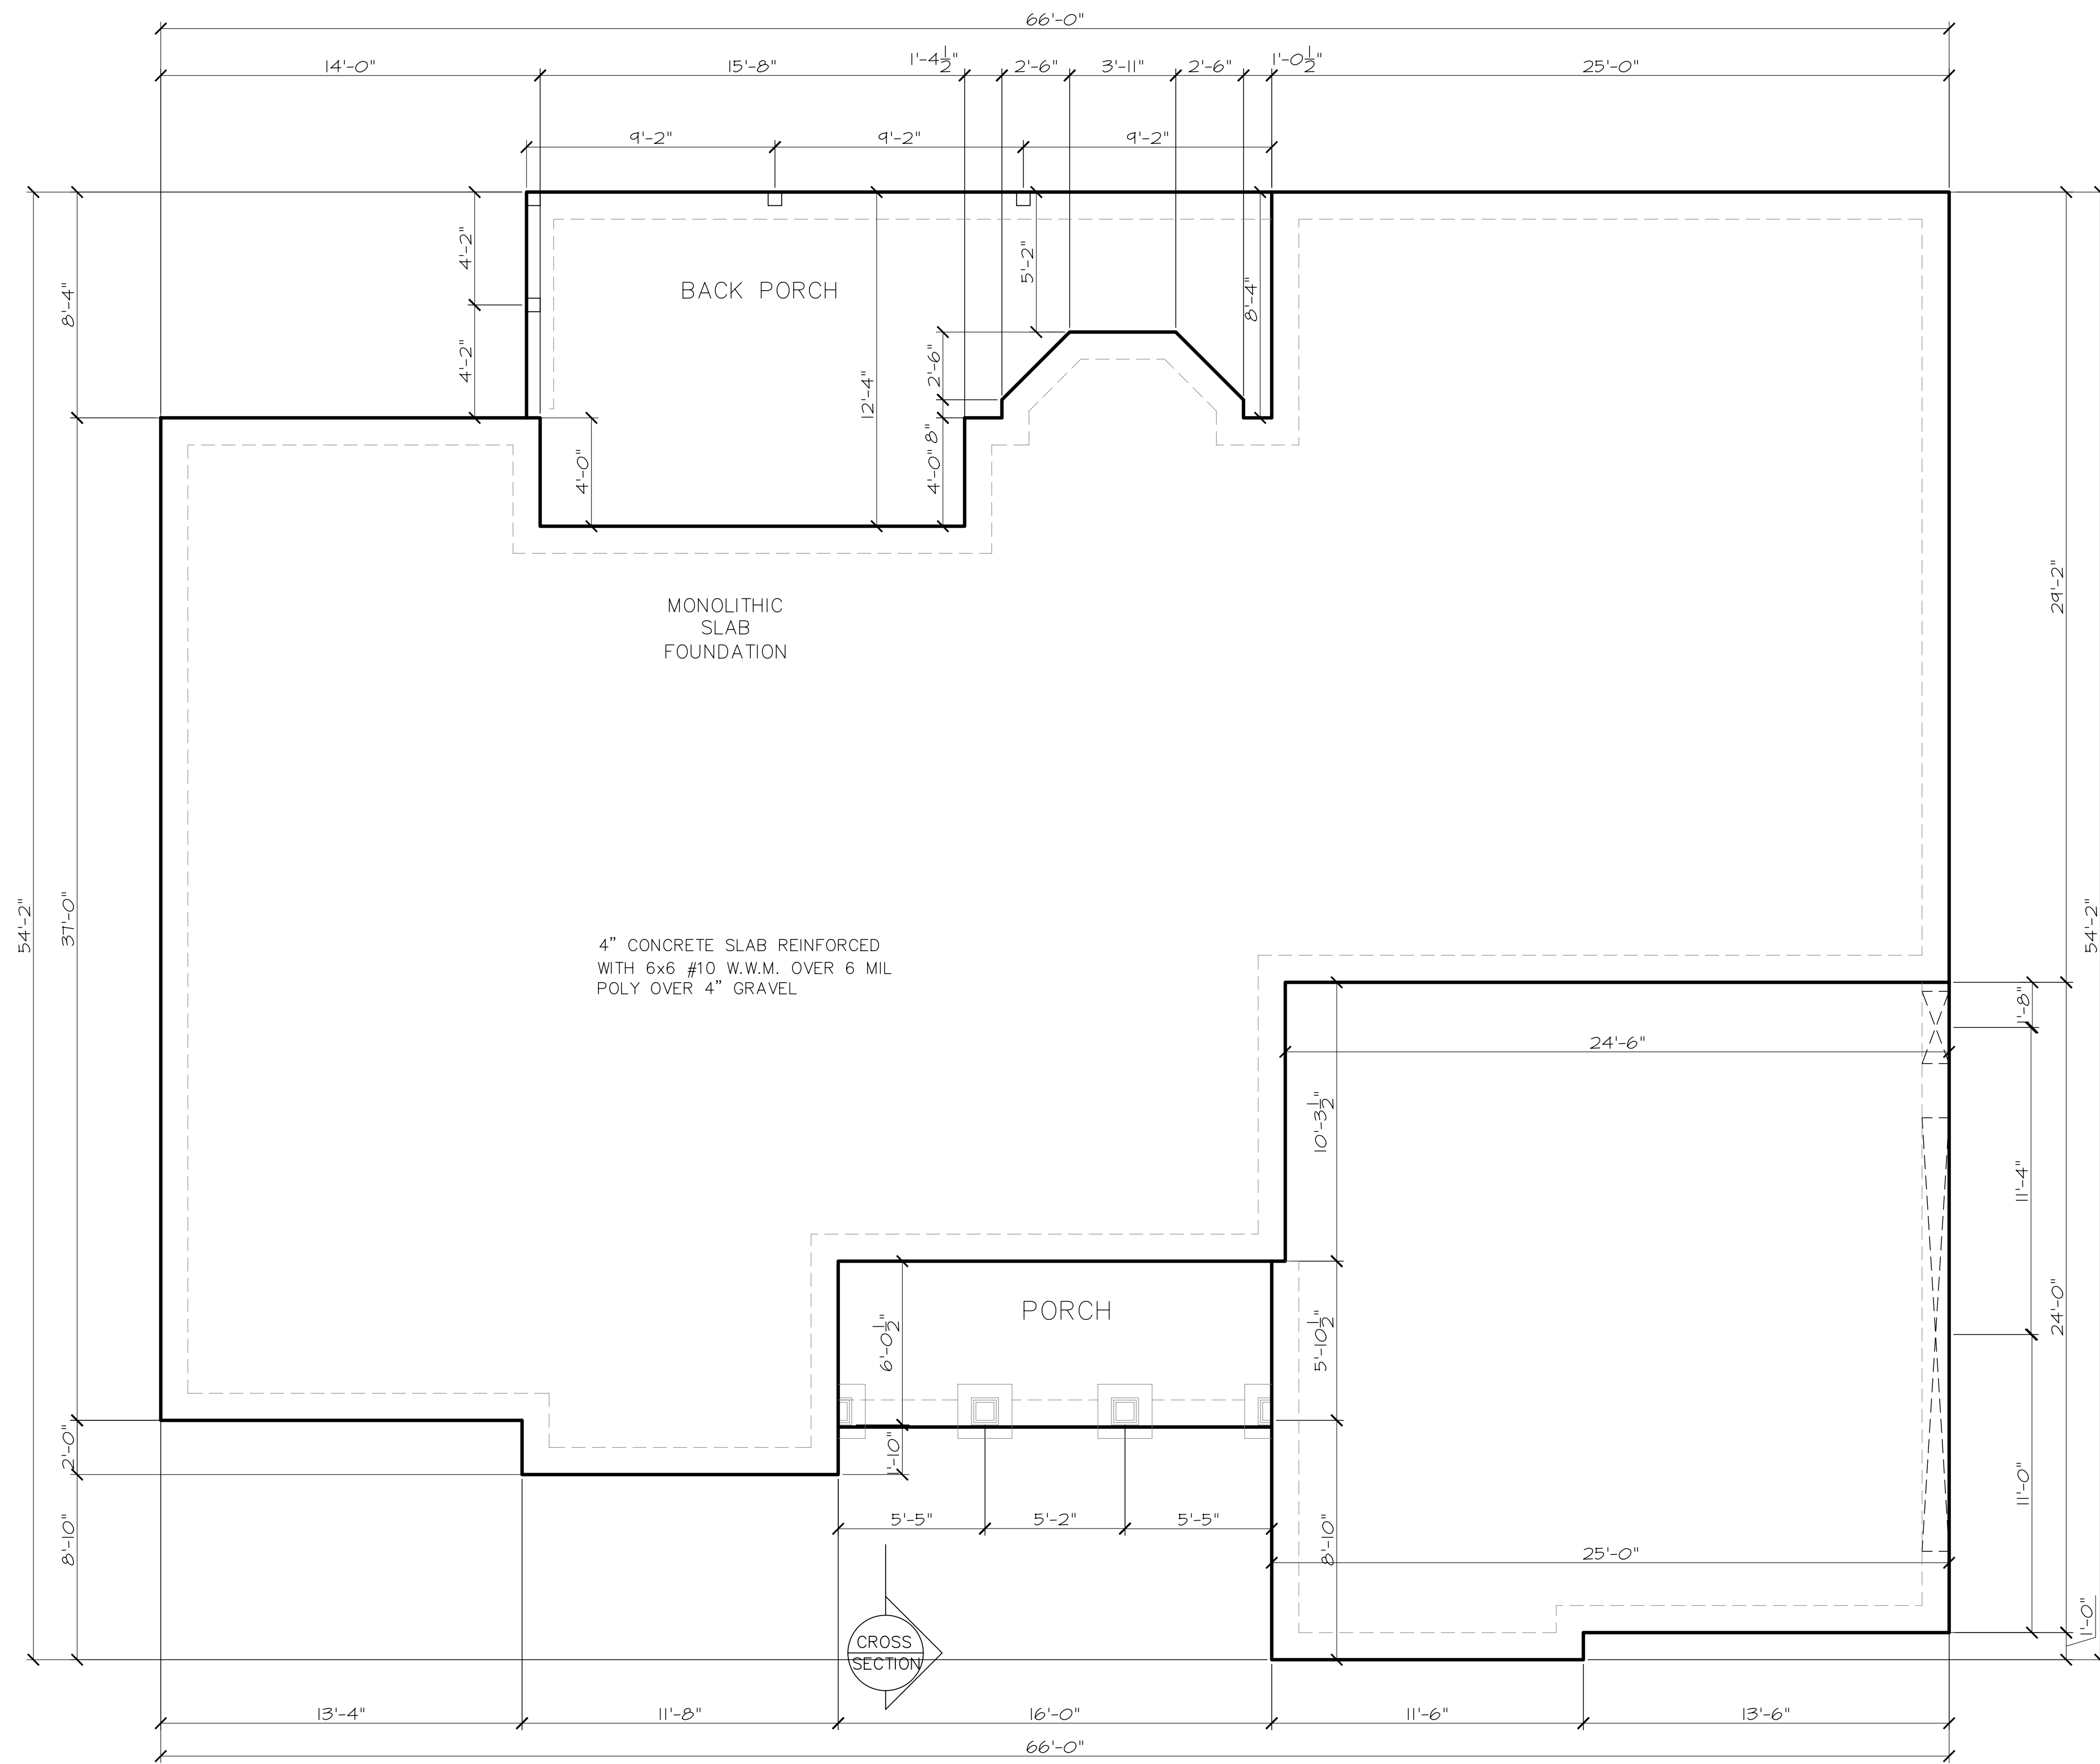 66'-0"
14'-0" 15'-8" 1'-4 1/2" 2'-6" 3'-11" 2'-6" 1'-0 1/2" 25'-0"
9'-2" 9'-2" 9'-2"
4'-2"
5'-2"
8'-4"
8'-4"
BACK PORCH
4'-2"
2'-6"
12'-4"
8"
4'-0"
4'-0"
MONOLITHIC
SLAB
FOUNDATION
29'-2"
54'-2"
37'-0"
54'-2"
4" CONCRETE SLAB REINFORCED
WITH 6x6 #10 W.W.M. OVER 6 MIL
POLY OVER 4" GRAVEL
1'-8"
24'-6"
10'-3 1/2"
11'-4"
24'-0"
PORCH
6'-0 1/2"
5'-10 1/2"
2'-0"
1'-10"
11'-0"
5'-5" 5'-2" 5'-5"
8'-10"
8'-10"
25'-0"
1'-0"
CROSS
SECTION
13'-4" 11'-8" 16'-0" 11'-6" 13'-6"
66'-0"